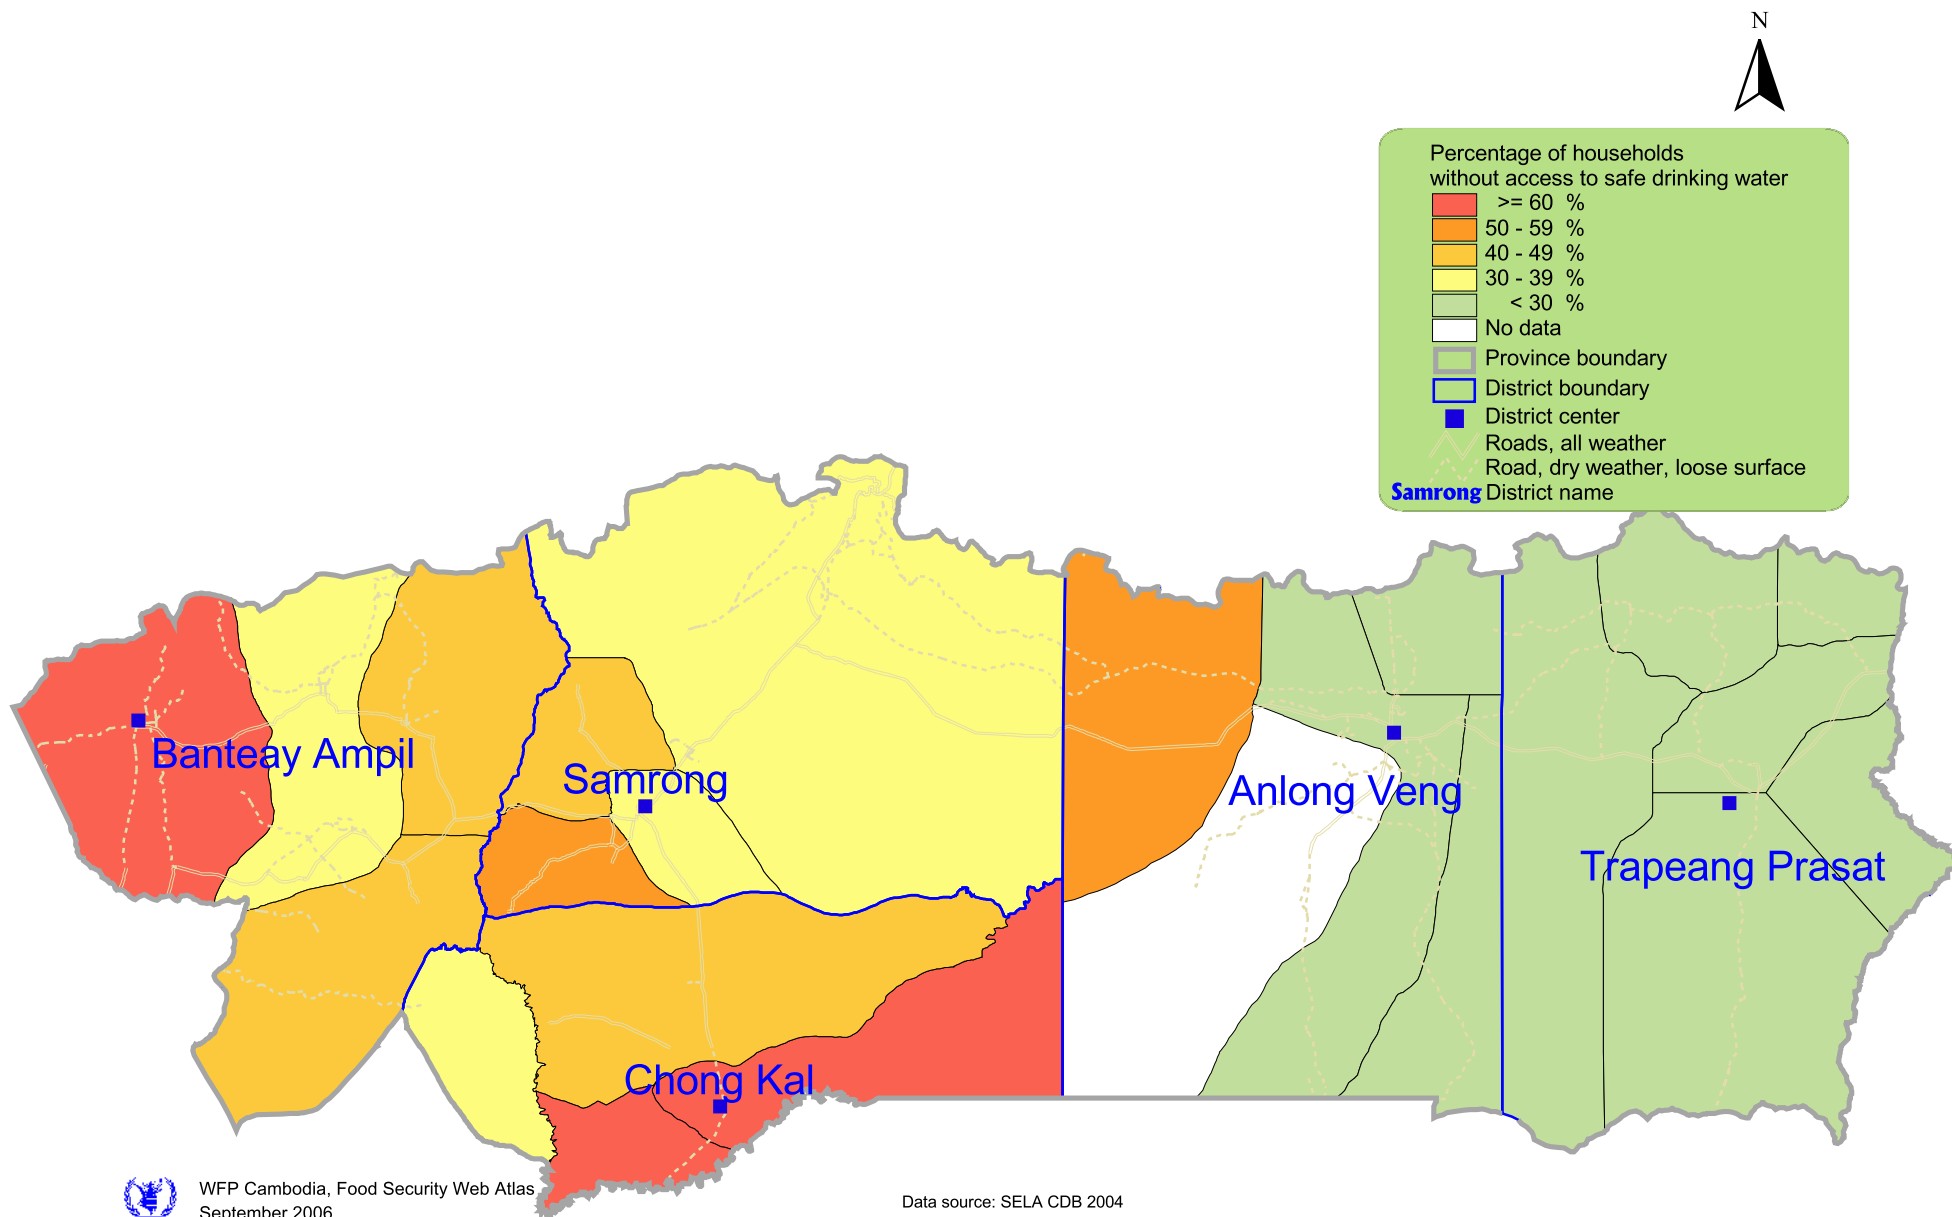 N
Percentage of households
without access to safe drinking water
>= 60 %
50 - 59 %
40 - 49 %
30 - 39 %
< 30 %
No data
Province boundary
District boundary
District center
Roads, all weather
Road, dry weather, loose surface
Samrong District name
Banteay Ampil
Samrong
Anlong Veng
Trapeang Prasat
Chong Kal
WFP Cambodia, Food Security Web Atlas
September 2006
Data source: SELA CDB 2004